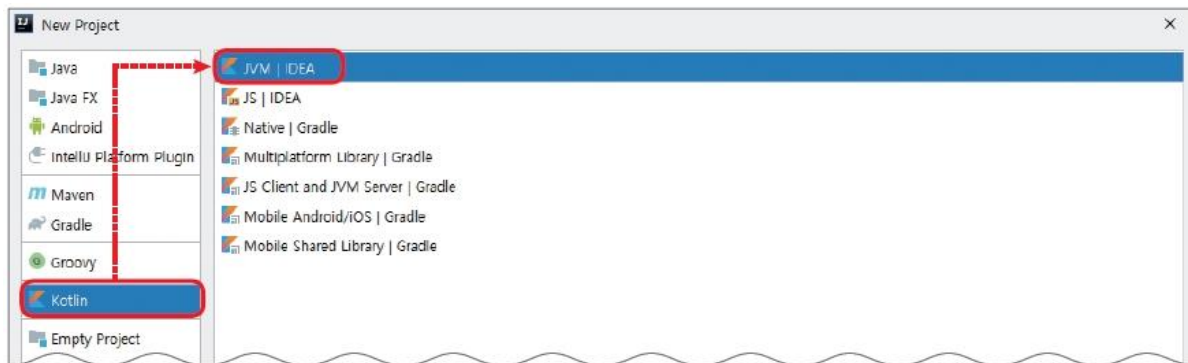 New Project
Java
Java FX
Android
IntelliJ Platform Plugin
Maven
Gradle
Groovy
Kotlin
Empty Project
JVM | IDEA
JS | IDEA
Native | Gradle
Multiplatform Library | Gradle
JS Client and JVM Server | Gradle
Mobile Android/iOS | Gradle
Mobile Shared Library | Gradle